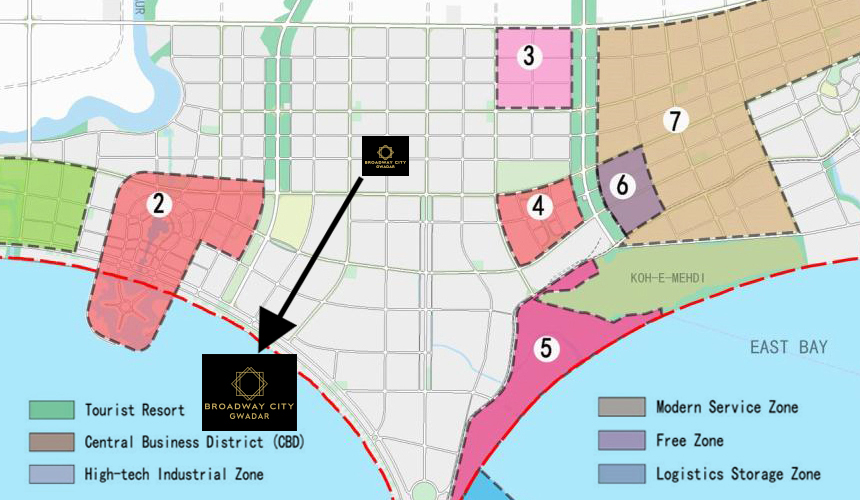 UR
3
7
BROADWAY CITY
GWADAR
6
2
4
KOH-E-MEHDI
5
EAST BAY
BROADWAY CITY
GWADAR
Tourist Resort
Central Business District (CBD)
High-tech Industrial Zone
Modern Service Zone
Free Zone
Logistics Storage Zone